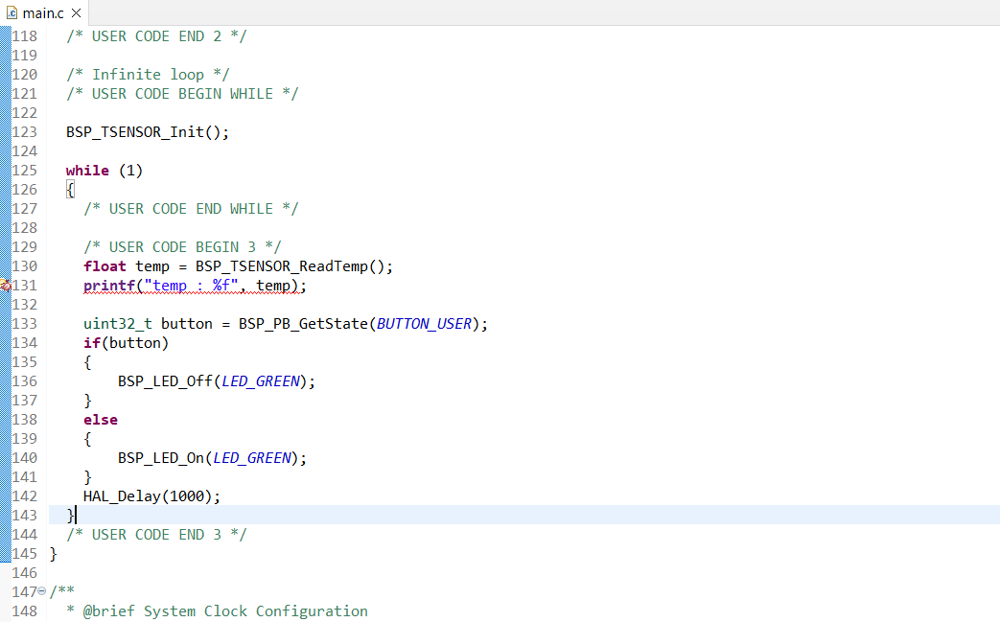 main.c
118   /* USER CODE END 2 */
119
120   /* Infinite loop */
121   /* USER CODE BEGIN WHILE */
122
123   BSP_TSENSOR_Init();
124
125   while (1)
126   {
127     /* USER CODE END WHILE */
128
129     /* USER CODE BEGIN 3 */
130     float temp = BSP_TSENSOR_ReadTemp();
131     printf("temp : %f", temp);
132
133     uint32_t button = BSP_PB_GetState(BUTTON_USER);
134     if(button)
135     {
136         BSP_LED_Off(LED_GREEN);
137     }
138     else
139     {
140         BSP_LED_On(LED_GREEN);
141     }
142     HAL_Delay(1000);
143   }
144   /* USER CODE END 3 */
145 }
146
147 /**
148   * @brief System Clock Configuration